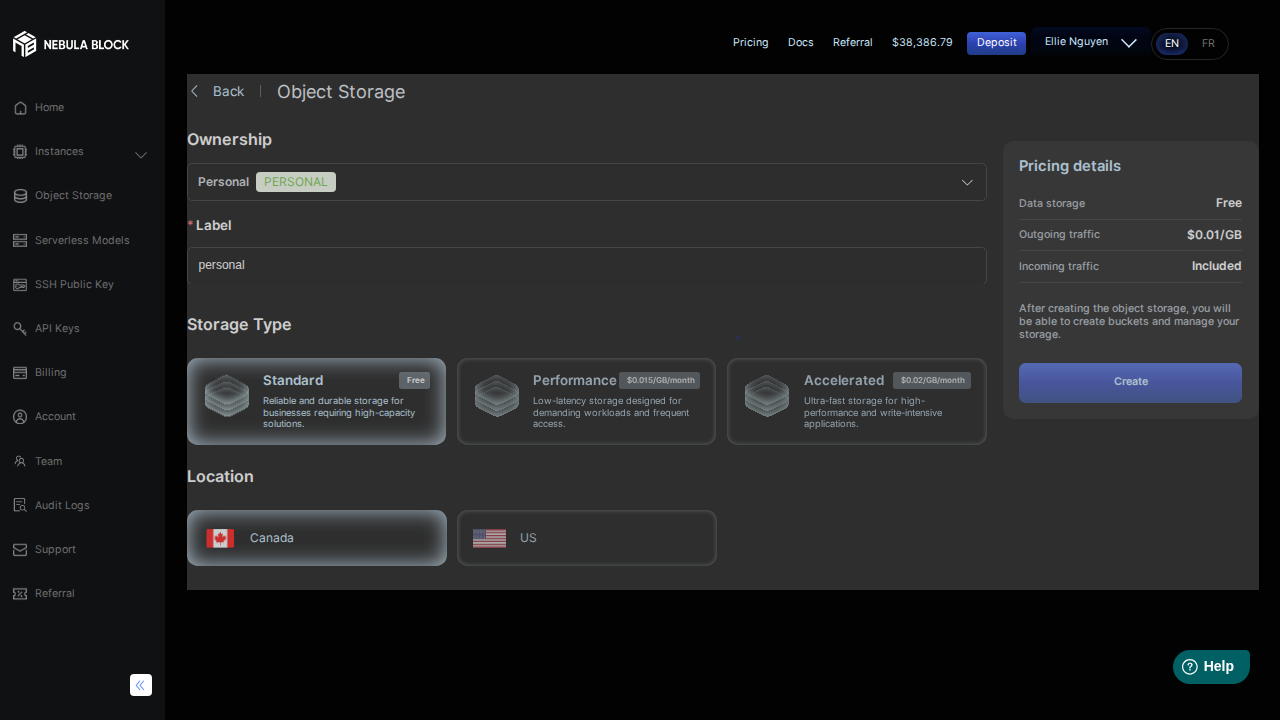 NEBULA BLOCK
Pricing
Docs
Referral
$38,386.79
Deposit
Ellie Nguyen
EN
FR
Home
Instances
Object Storage
Serverless Models
SSH Public Key
API Keys
Billing
Account
Team
Audit Logs
Support
Referral
Back
Object Storage
Ownership
Personal PERSONAL
* Label
personal
Storage Type
Standard Free
Reliable and durable storage for
businesses requiring high-capacity
solutions.
Performance $0.015/GB/month
Low-latency storage designed for
demanding workloads and frequent
access.
Accelerated $0.02/GB/month
Ultra-fast storage for high-
performance and write-intensive
applications.
Location
Canada
US
Pricing details
Data storage Free
Outgoing traffic $0.01/GB
Incoming traffic Included
After creating the object storage, you will
be able to create buckets and manage your
storage.
Create
Help